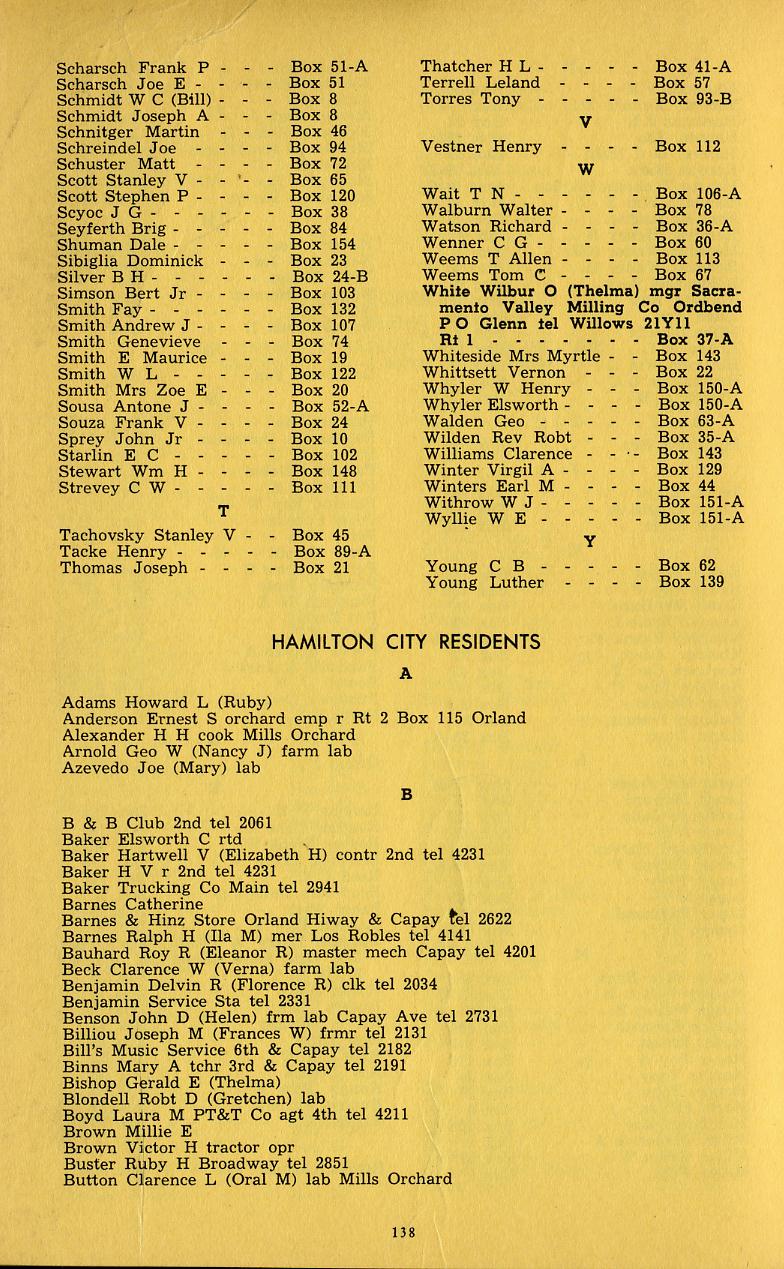 Scharsch Frank P - - - Box 51-A
Scharsch Joe E - - - - Box 51
Schmidt W C (Bill) - - - Box 8
Schmidt Joseph A - - - Box 8
Schnitger Martin - - - Box 46
Schreindel Joe - - - - Box 94
Schuster Matt - - - - Box 72
Scott Stanley V - - - - Box 65
Scott Stephen P - - - - Box 120
Scyoc J G - - - - - - Box 38
Seyferth Brig - - - - - Box 84
Shuman Dale - - - - - Box 154
Sibiglia Dominick - - - Box 23
Silver B H - - - - - - Box 24-B
Simson Bert Jr - - - - Box 103
Smith Fay - - - - - - Box 132
Smith Andrew J - - - - Box 107
Smith Genevieve - - - Box 74
Smith E Maurice - - - Box 19
Smith W L - - - - - Box 122
Smith Mrs Zoe E - - - Box 20
Sousa Antone J - - - - Box 52-A
Souza Frank V - - - - Box 24
Sprey John Jr - - - - Box 10
Starlin E C - - - - - Box 102
Stewart Wm H - - - - Box 148
Strevey C W - - - - - Box 111
T
Tachovsky Stanley V - - Box 45
Tacke Henry - - - - - Box 89-A
Thomas Joseph - - - - Box 21
Thatcher H L - - - - - Box 41-A
Terrell Leland - - - - Box 57
Torres Tony - - - - - Box 93-B
V
Vestner Henry - - - - Box 112
W
Wait T N - - - - - - Box 106-A
Walburn Walter - - - - Box 78
Watson Richard - - - - Box 36-A
Wenner C G - - - - - Box 60
Weems T Allen - - - - Box 113
Weems Tom C - - - - Box 67
White Wilbur O (Thelma) mgr Sacra-
mento Valley Milling Co Ordbend
P O Glenn tel Willows 21Y11
Rt 1 - - - - - - - Box 37-A
Whiteside Mrs Myrtle - - Box 143
Whittsett Vernon - - - Box 22
Whyler W Henry - - - Box 150-A
Whyler Elsworth - - - - Box 150-A
Walden Geo - - - - - Box 63-A
Wilden Rev Robt - - - Box 35-A
Williams Clarence - - - Box 143
Winter Virgil A - - - - Box 129
Winters Earl M - - - - Box 44
Withrow W J - - - - - Box 151-A
Wyllie W E - - - - - Box 151-A
Y
Young C B - - - - - Box 62
Young Luther - - - - Box 139
HAMILTON CITY RESIDENTS
A
Adams Howard L (Ruby)
Anderson Ernest S orchard emp r Rt 2 Box 115 Orland
Alexander H H cook Mills Orchard
Arnold Geo W (Nancy J) farm lab
Azevedo Joe (Mary) lab
B
B & B Club 2nd tel 2061
Baker Elsworth C rtd
Baker Hartwell V (Elizabeth H) contr 2nd tel 4231
Baker H V r 2nd tel 4231
Baker Trucking Co Main tel 2941
Barnes Catherine
Barnes & Hinz Store Orland Hiway & Capay tel 2622
Barnes Ralph H (Ila M) mer Los Robles tel 4141
Bauhard Roy R (Eleanor R) master mech Capay tel 4201
Beck Clarence W (Verna) farm lab
Benjamin Delvin R (Florence R) clk tel 2034
Benjamin Service Sta tel 2331
Benson John D (Helen) frm lab Capay Ave tel 2731
Billiou Joseph M (Frances W) frmr tel 2131
Bill's Music Service 6th & Capay tel 2182
Binns Mary A tchr 3rd & Capay tel 2191
Bishop Gerald E (Thelma)
Blondell Robt D (Gretchen) lab
Boyd Laura M PT&T Co agt 4th tel 4211
Brown Millie E
Brown Victor H tractor opr
Buster Ruby H Broadway tel 2851
Button Clarence L (Oral M) lab Mills Orchard
138